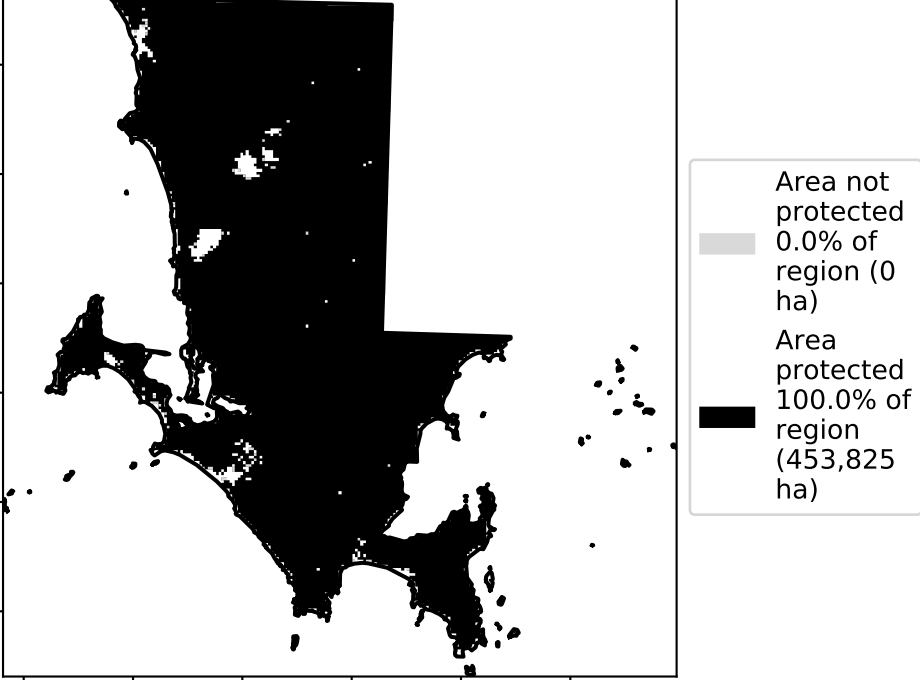 Area not
protected
0.0% of
region (0
ha)
Area
protected
100.0% of
region
(453,825
ha)